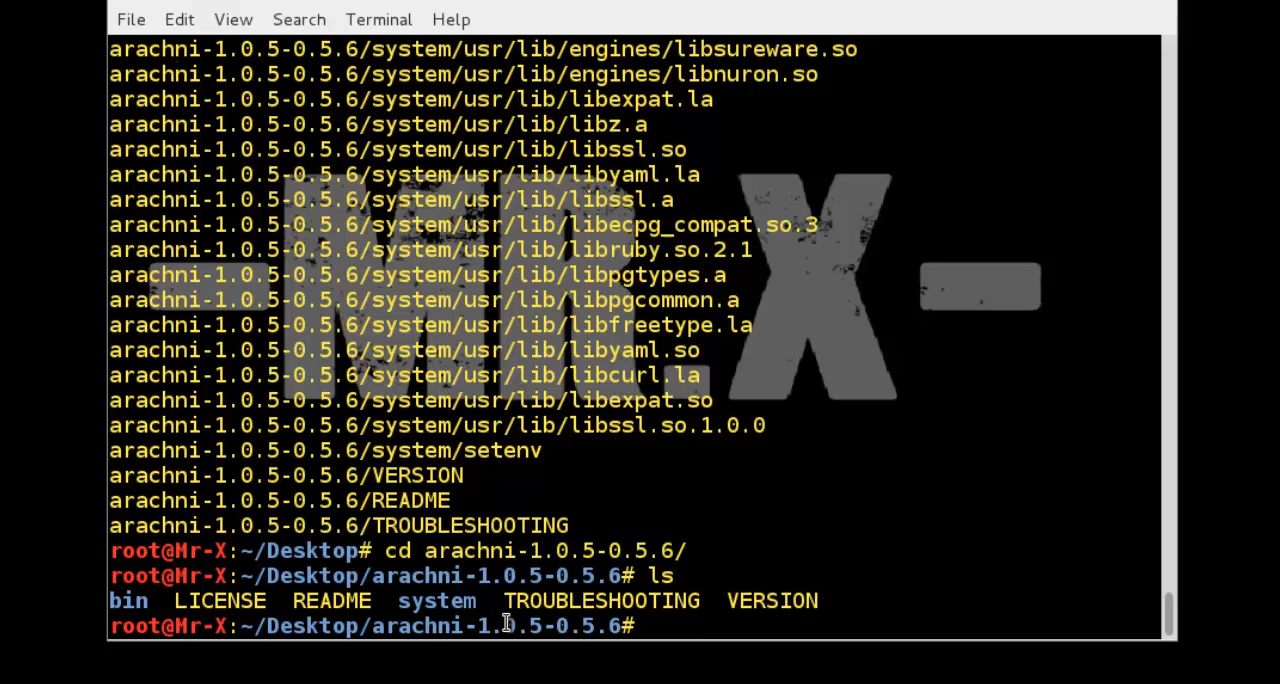 File Edit View Search Terminal Help
arachni-1.0.5-0.5.6/system/usr/lib/engines/libsureware.so
arachni-1.0.5-0.5.6/system/usr/lib/engines/libnuron.so
arachni-1.0.5-0.5.6/system/usr/lib/libexpat.la
arachni-1.0.5-0.5.6/system/usr/lib/libz.a
arachni-1.0.5-0.5.6/system/usr/lib/libssl.so
arachni-1.0.5-0.5.6/system/usr/lib/libyaml.la
arachni-1.0.5-0.5.6/system/usr/lib/libssl.a
arachni-1.0.5-0.5.6/system/usr/lib/libecpg_compat.so.3
arachni-1.0.5-0.5.6/system/usr/lib/libruby.so.2.1
arachni-1.0.5-0.5.6/system/usr/lib/libpgtypes.a
arachni-1.0.5-0.5.6/system/usr/lib/libpgcommon.a
arachni-1.0.5-0.5.6/system/usr/lib/libfreetype.la
arachni-1.0.5-0.5.6/system/usr/lib/libyaml.so
arachni-1.0.5-0.5.6/system/usr/lib/libcurl.la
arachni-1.0.5-0.5.6/system/usr/lib/libexpat.so
arachni-1.0.5-0.5.6/system/usr/lib/libssl.so.1.0.0
arachni-1.0.5-0.5.6/system/setenv
arachni-1.0.5-0.5.6/VERSION
arachni-1.0.5-0.5.6/README
arachni-1.0.5-0.5.6/TROUBLESHOOTING
root@Mr-X:~/Desktop# cd arachni-1.0.5-0.5.6/
root@Mr-X:~/Desktop/arachni-1.0.5-0.5.6# ls
bin LICENSE README system TROUBLESHOOTING VERSION
root@Mr-X:~/Desktop/arachni-1.0.5-0.5.6#
-MR.X-